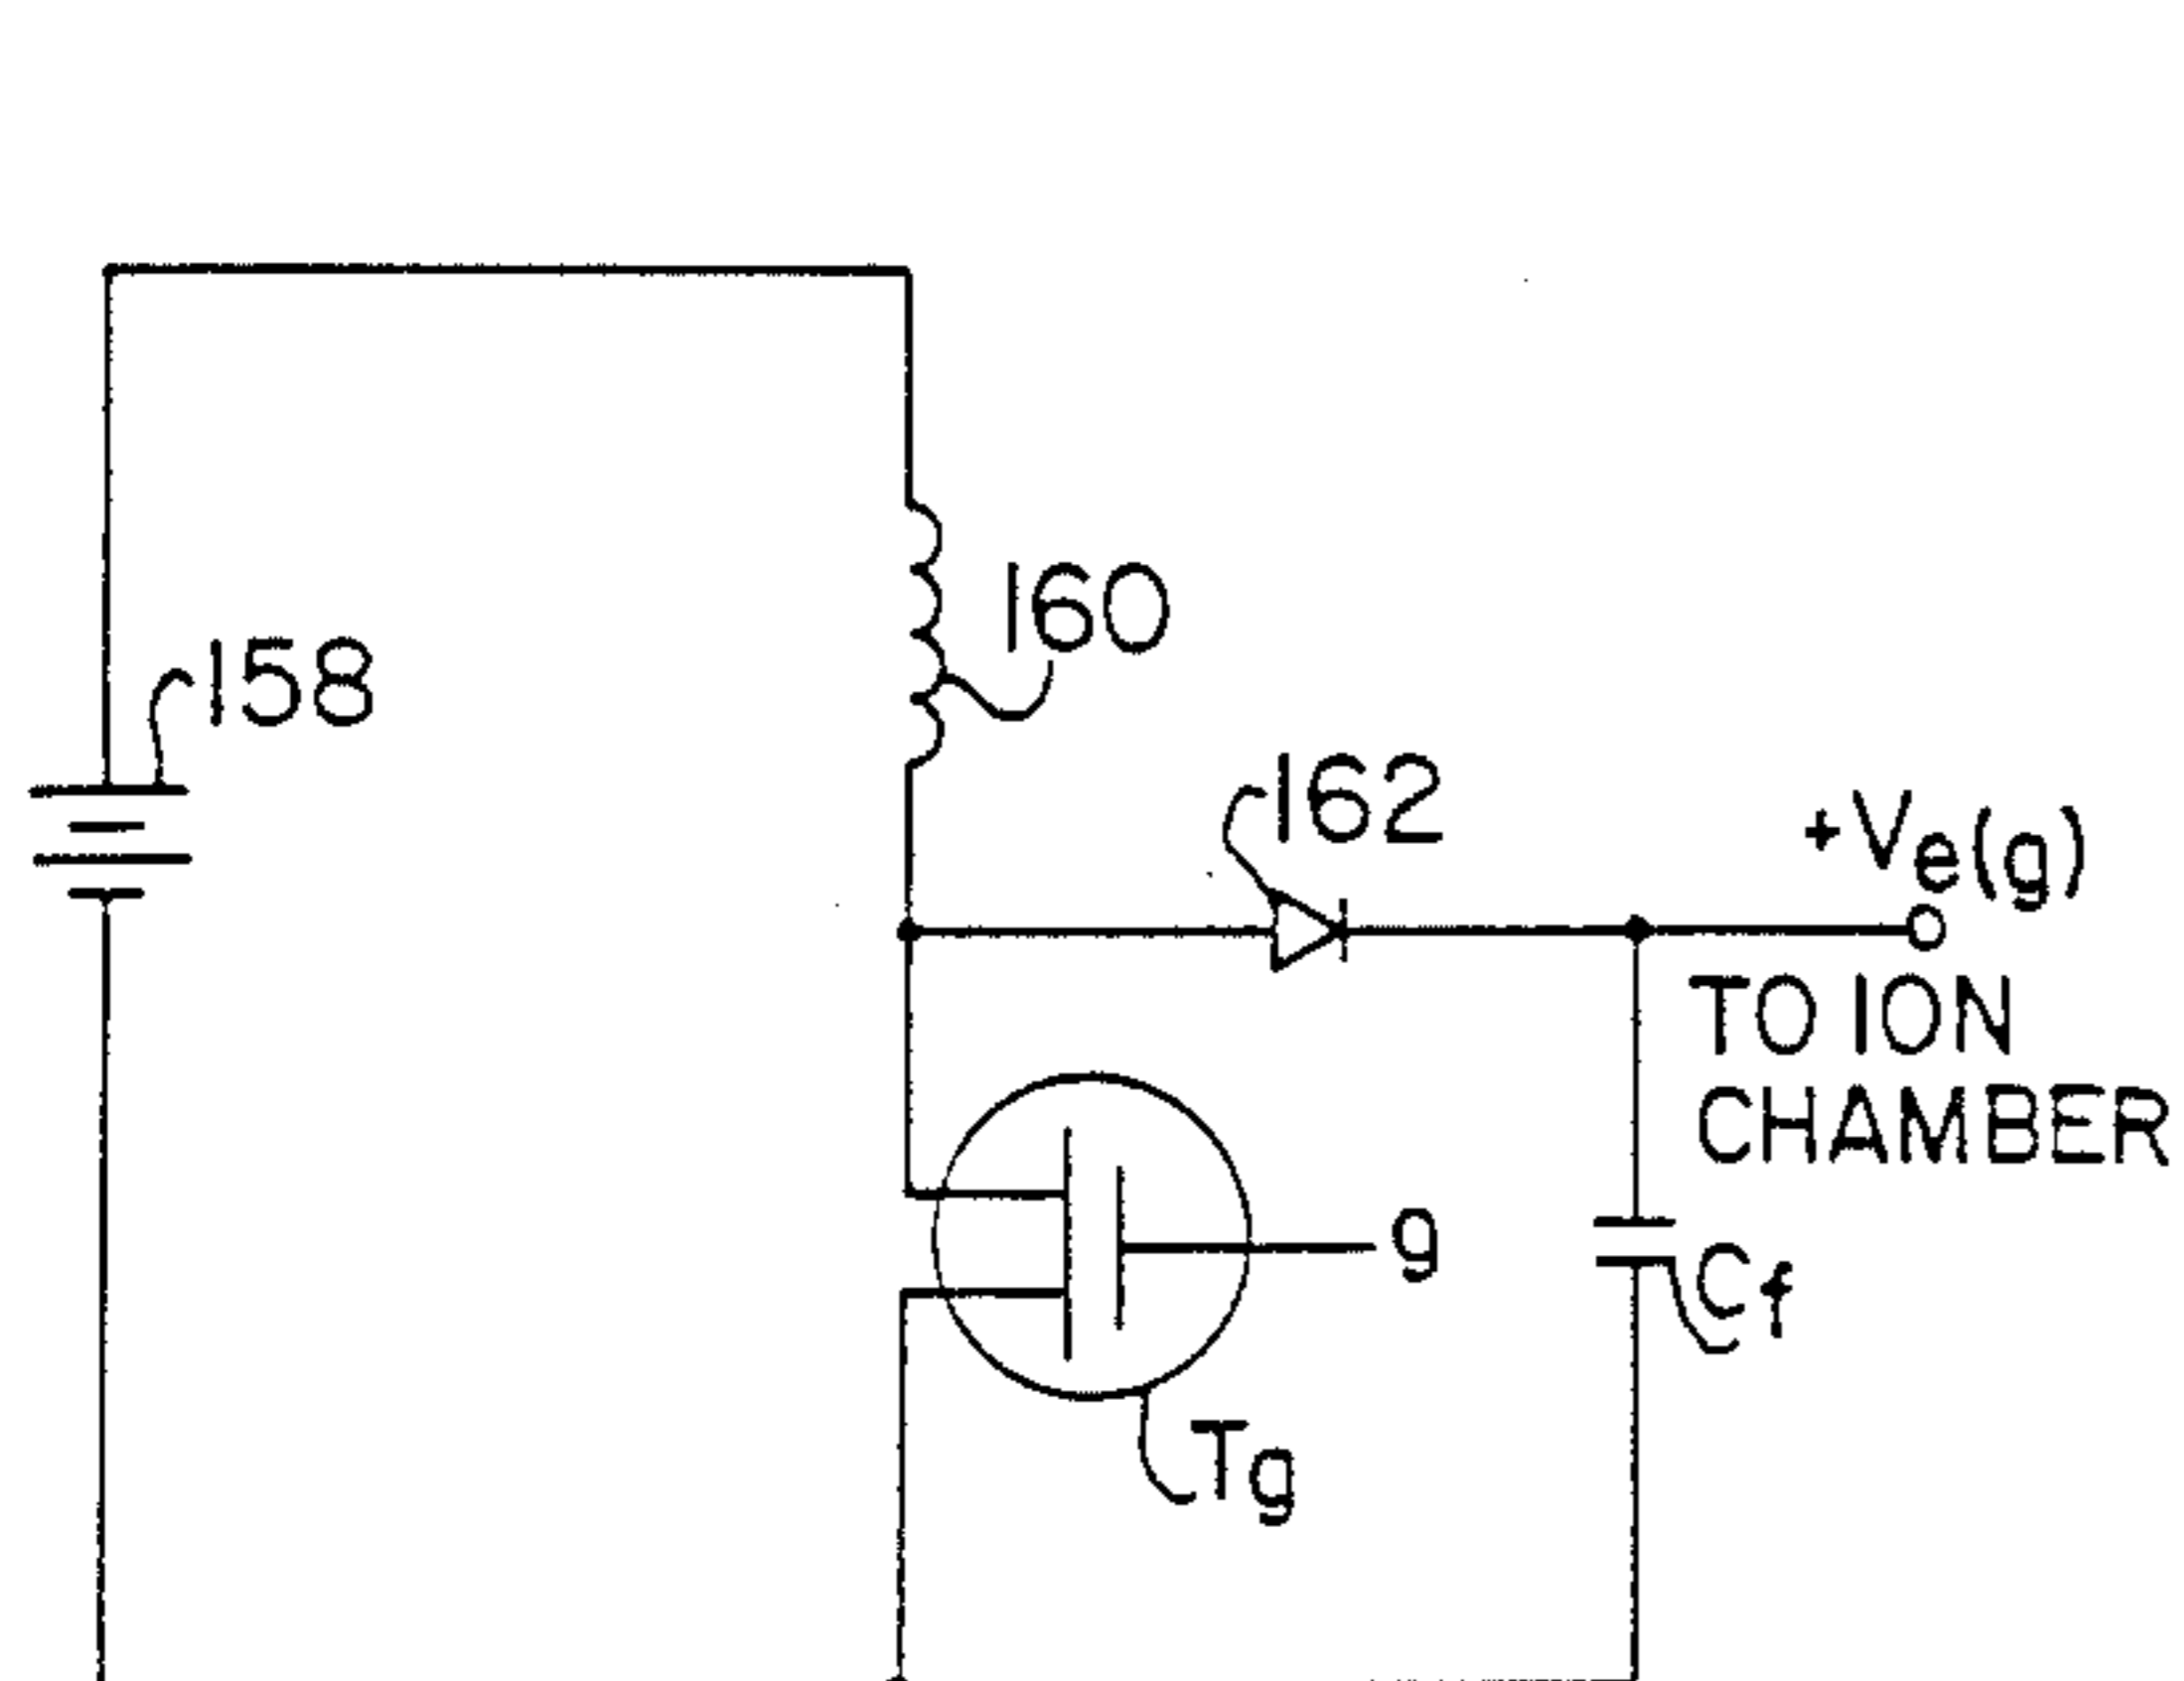 160
158
162
+Ve(g)
TO ION
CHAMBER
g
Cf
Tg